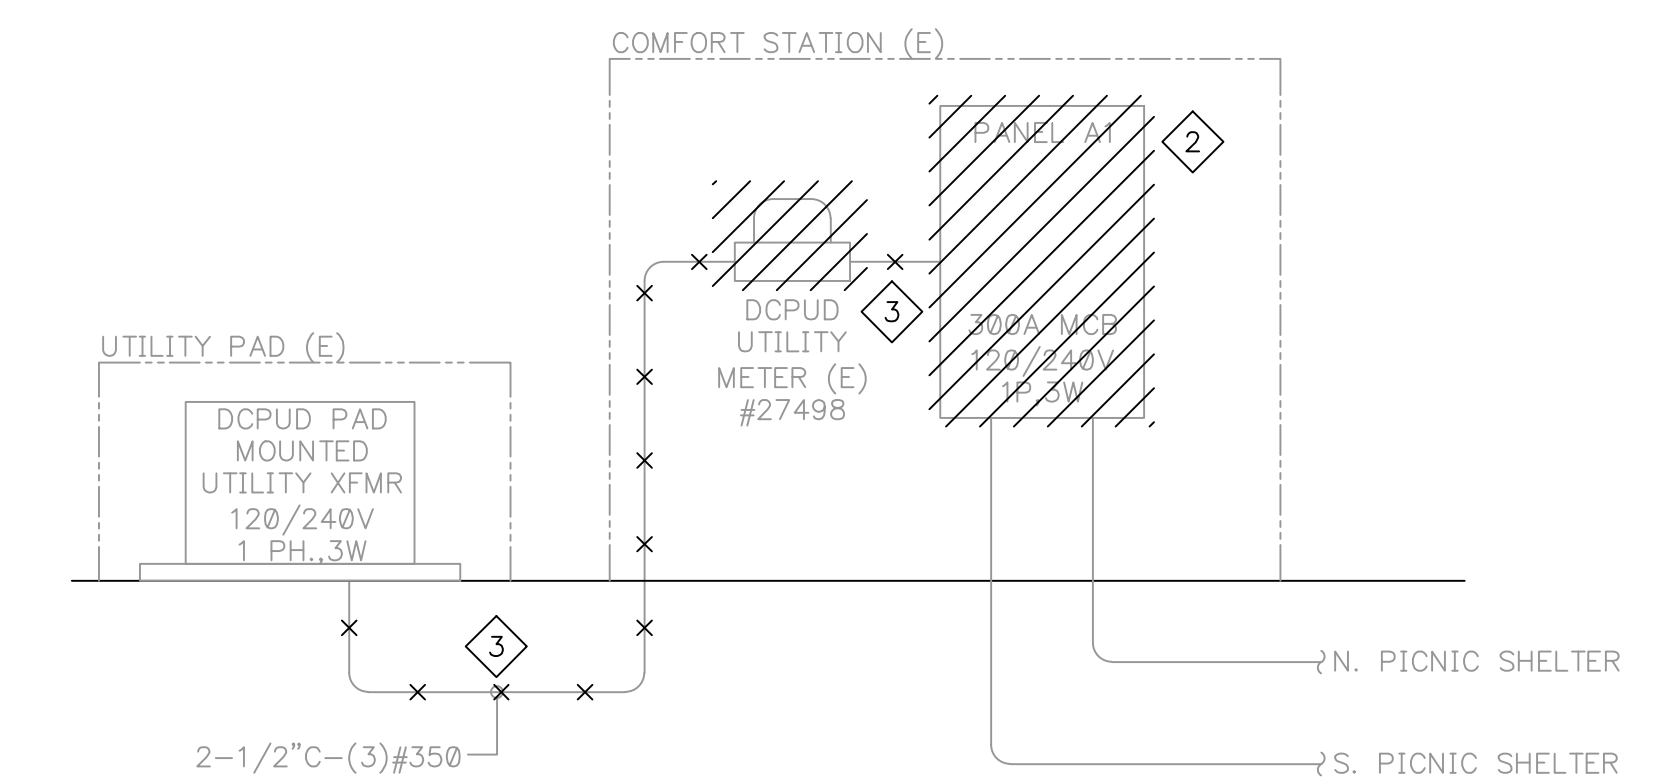 COMFORT STATION (E)
PANEL A1
2
DCPUD
UTILITY
METER (E)
#27498
3
300A MCB
120/240V
1P,3W
UTILITY PAD (E)
DCPUD PAD
MOUNTED
UTILITY XFMR
120/240V
1 PH.,3W
3
2-1/2"C-(3)#350
N. PICNIC SHELTER
S. PICNIC SHELTER